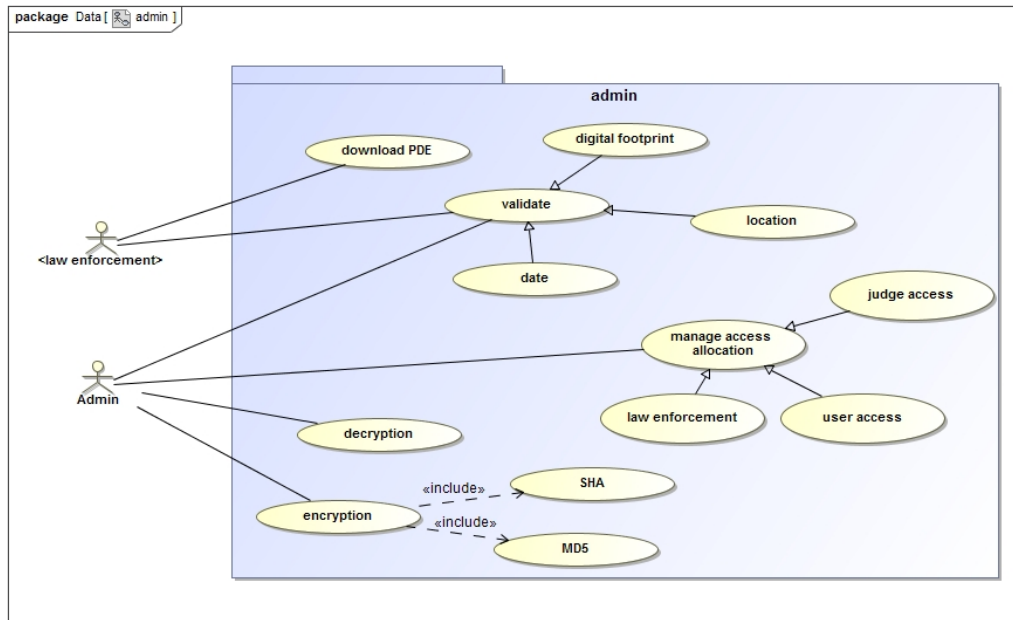 package Data [ admin ]
admin
digital footprint
download PDE
validate
location
<law enforcement>
date
judge access
manage access
allocation
Admin
law enforcement
user access
decryption
«include»
SHA
encryption
«include»
MD5